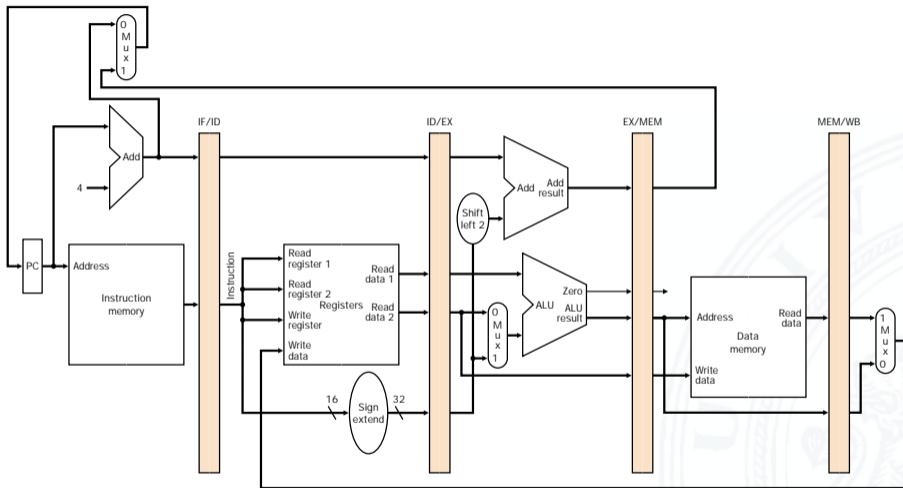 0
M
u
x
1
IF/ID
ID/EX
EX/MEM
MEM/WB
Add
4
Add
Add
result
Shift
left 2
PC
Address
Instruction
memory
Instruction
Read
register 1
Read
register 2
Registers
Write
register
Write
data
Read
data 1
Read
data 2
0
M
u
x
1
Zero
ALU
ALU
result
Address
Read
data
Data
memory
Write
data
1
M
u
x
0
16
Sign
extend
32